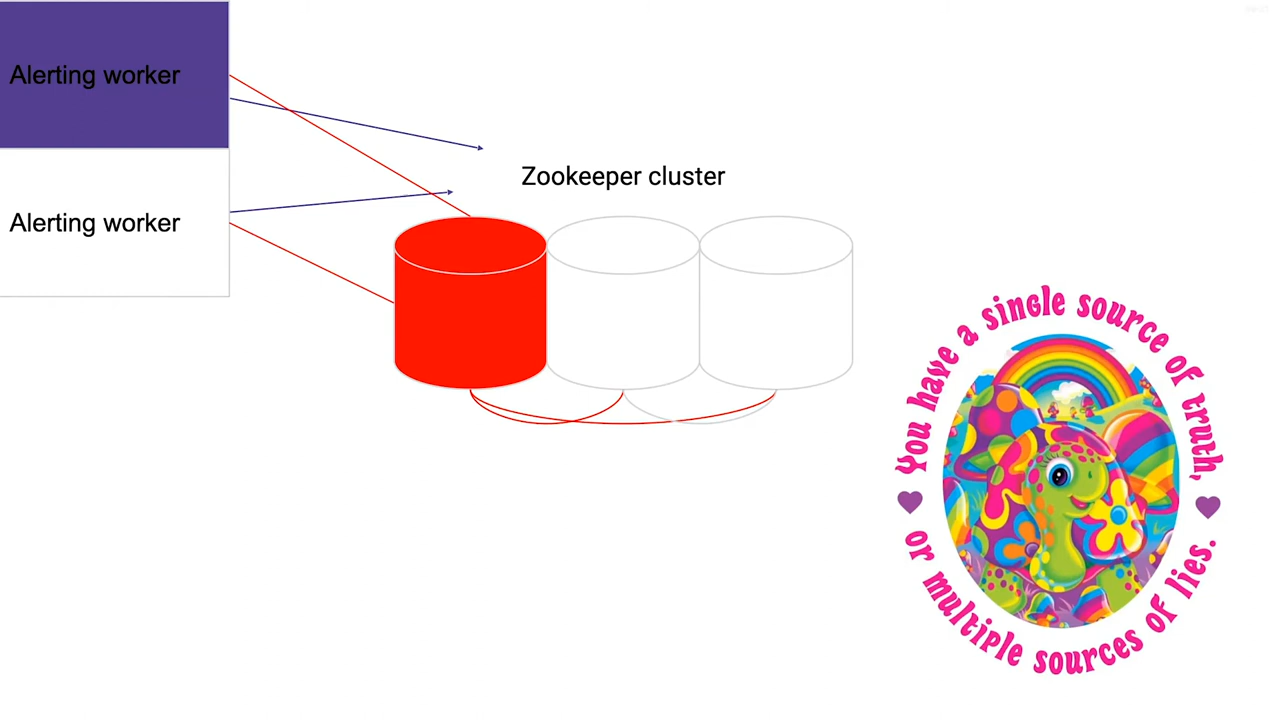 Alerting worker
Zookeeper cluster
Alerting worker
You have a single source of truth,
or multiple sources of lies.